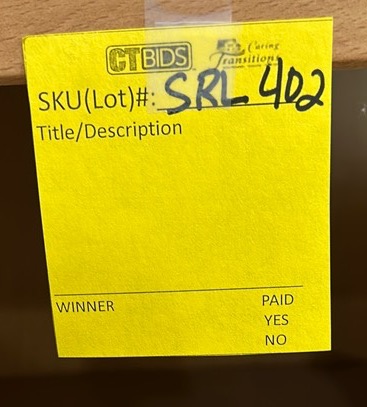 CTBIDS Caring Transitions
SKU(Lot)#: SRL-402
Title/Description
WINNER PAID
YES
NO